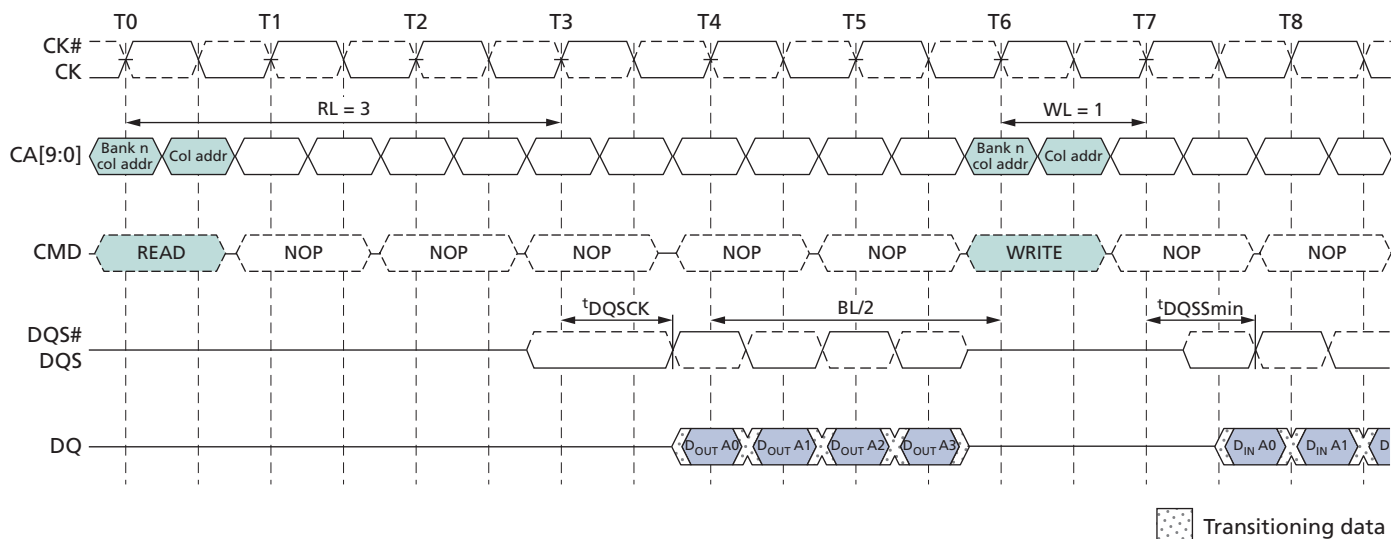 T0 T1 T2 T3 T4 T5 T6 T7 T8
CK#
CK
RL = 3 WL = 1
CA[9:0] Bank n col addr Col addr Bank n col addr Col addr
CMD READ NOP NOP NOP NOP NOP WRITE NOP NOP
tDQSCK BL/2 tDQSSmin
DQS#
DQS
DQ DOUT A0 DOUT A1 DOUT A2 DOUT A3 DIN A0 DIN A1 D
Transitioning data